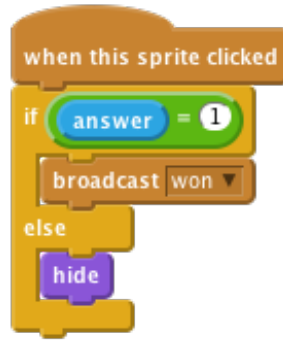 when this sprite clicked
if answer = 1
broadcast won
else
hide